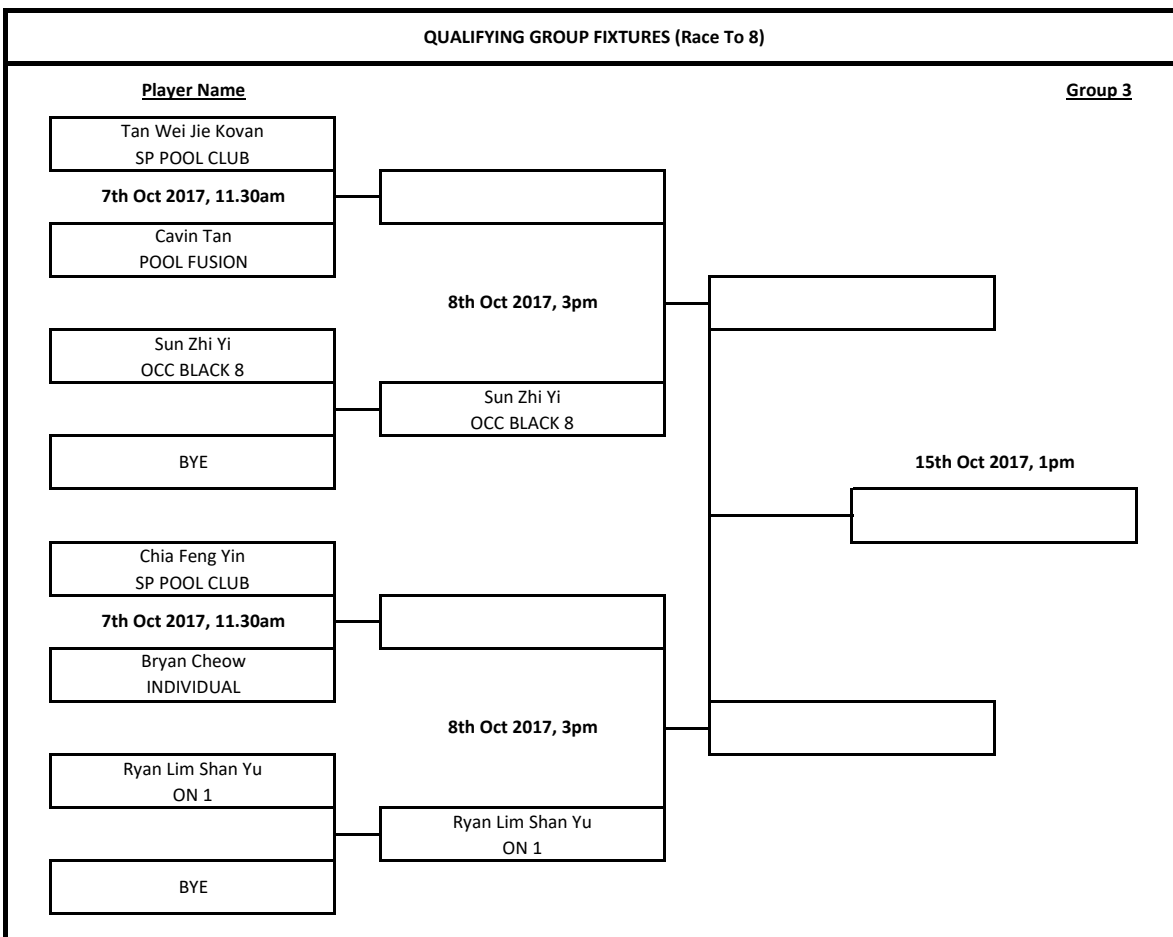 QUALIFYING GROUP FIXTURES (Race To 8)
Player Name
Group 3
Tan Wei Jie Kovan
SP POOL CLUB
7th Oct 2017, 11.30am
Cavin Tan
POOL FUSION
8th Oct 2017, 3pm
Sun Zhi Yi
OCC BLACK 8
Sun Zhi Yi
OCC BLACK 8
BYE
15th Oct 2017, 1pm
Chia Feng Yin
SP POOL CLUB
7th Oct 2017, 11.30am
Bryan Cheow
INDIVIDUAL
8th Oct 2017, 3pm
Ryan Lim Shan Yu
ON 1
Ryan Lim Shan Yu
ON 1
BYE